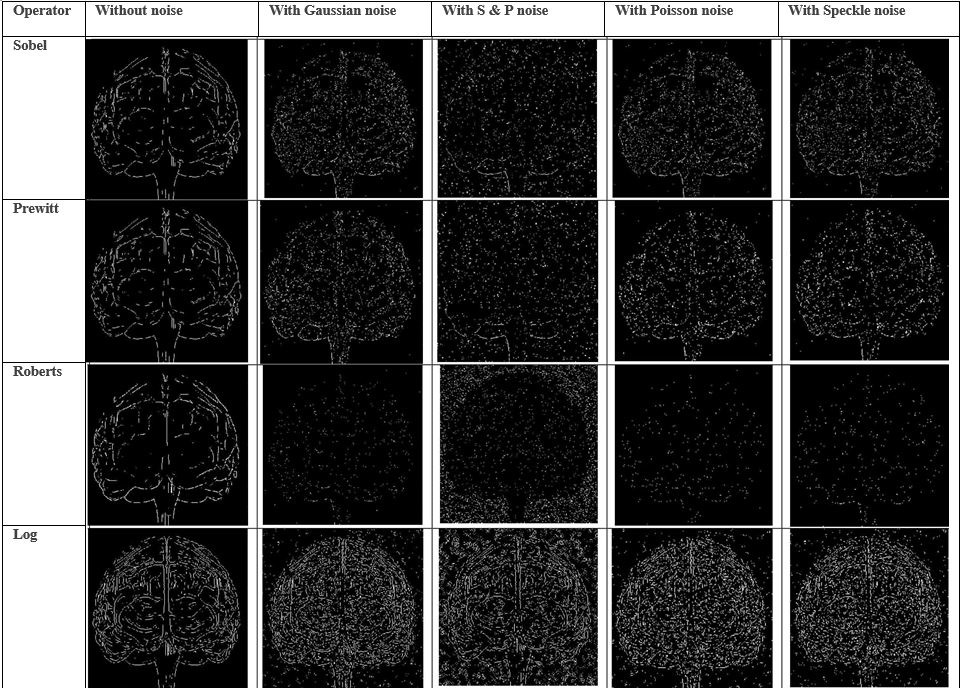 Operator Without noise With Gaussian noise With S & P noise With Poisson noise With Speckle noise
Sobel
Prewitt
Roberts
Log